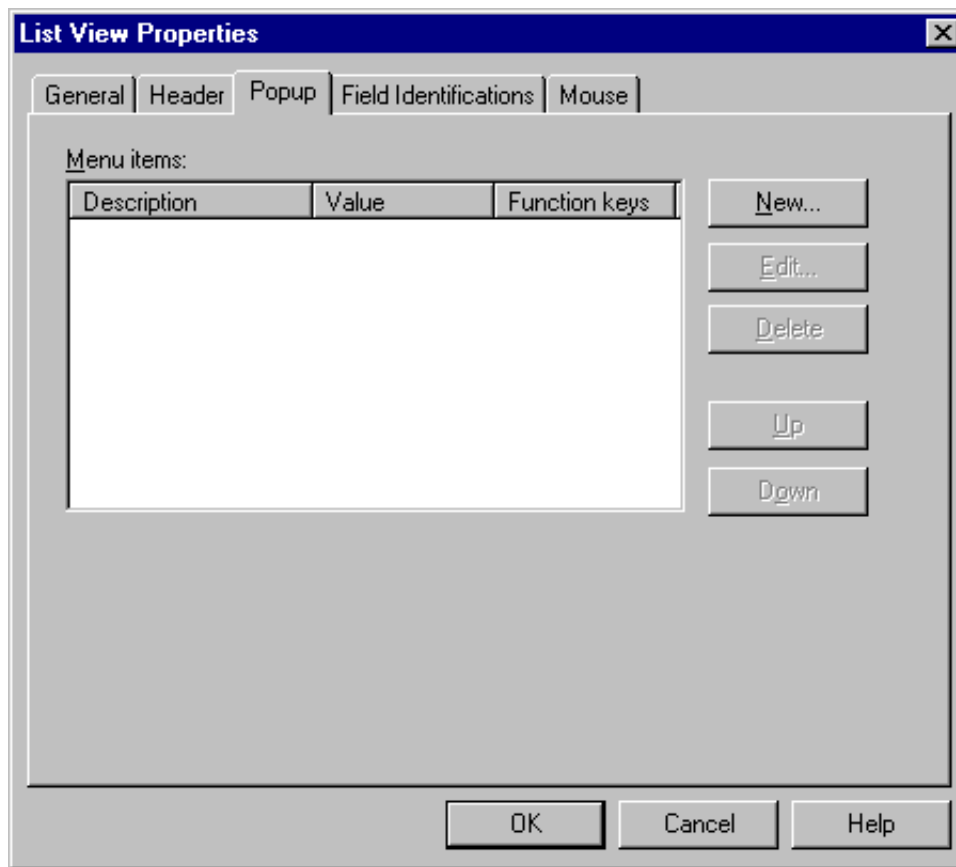 List View Properties
General Header Popup Field Identifications Mouse
Menu items:
Description Value Function keys
New...
Edit...
Delete
Up
Down
OK Cancel Help